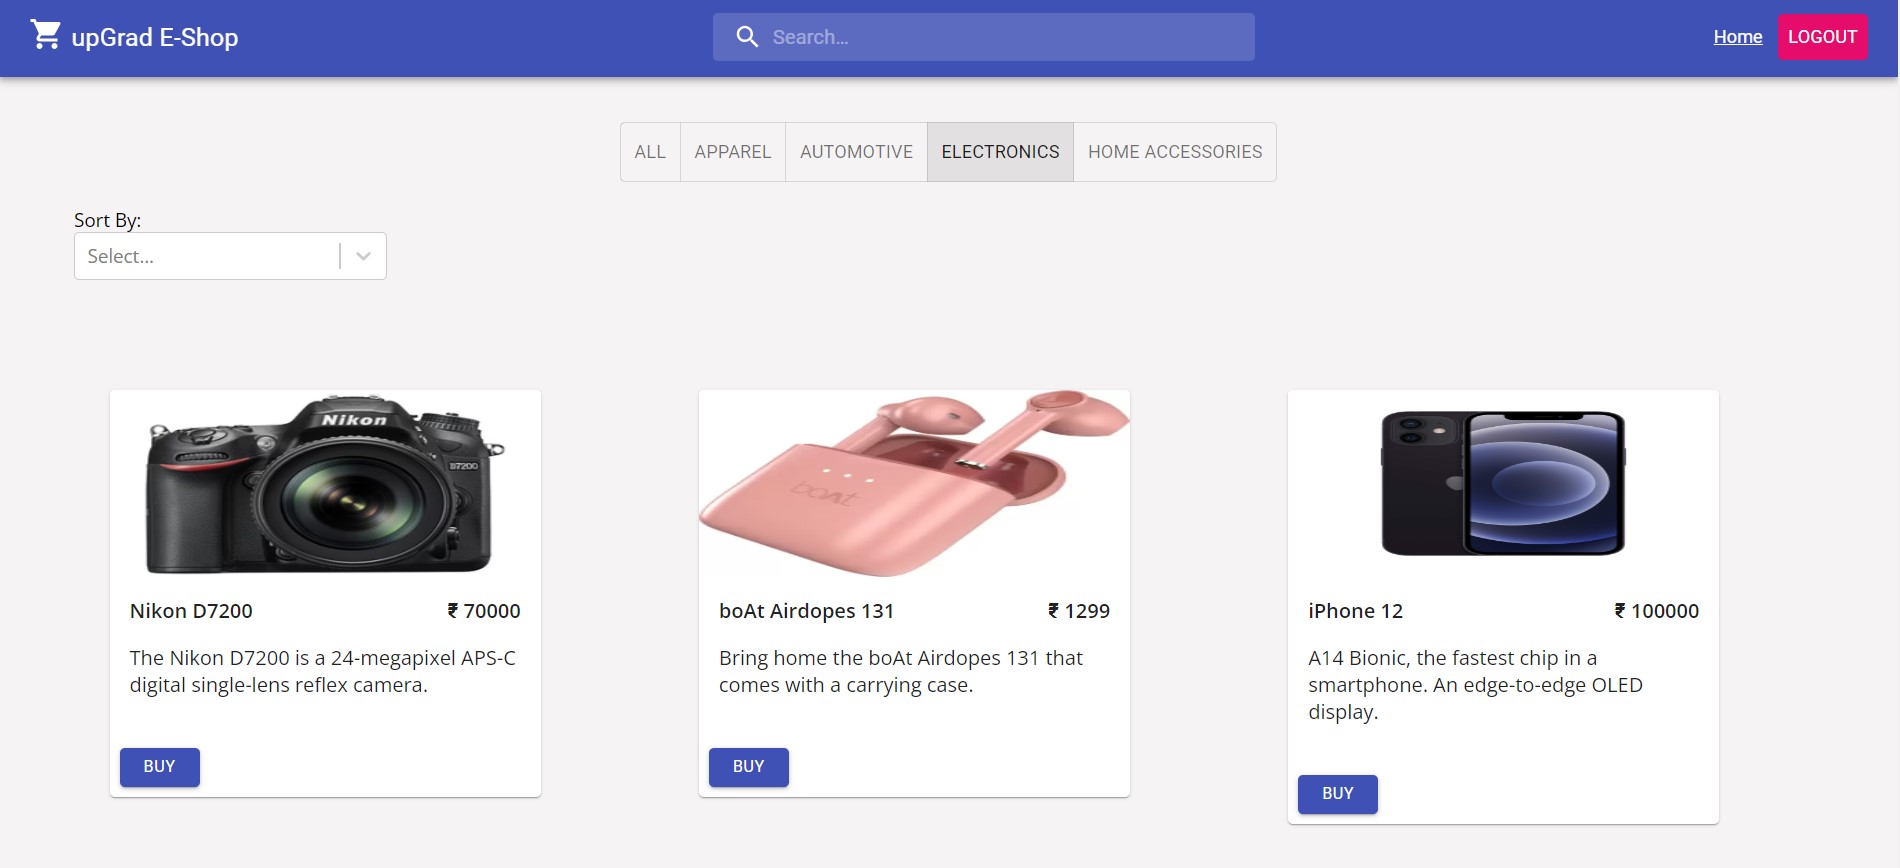 upGrad E-Shop
Search...
Home
LOGOUT
ALL
APPAREL
AUTOMOTIVE
ELECTRONICS
HOME ACCESSORIES
Sort By:
Select...
Nikon
D7200
Nikon D7200
₹ 70000
The Nikon D7200 is a 24-megapixel APS-C
digital single-lens reflex camera.
BUY
boAt
boAt Airdopes 131
₹ 1299
Bring home the boAt Airdopes 131 that
comes with a carrying case.
BUY
iPhone 12
₹ 100000
A14 Bionic, the fastest chip in a
smartphone. An edge-to-edge OLED
display.
BUY